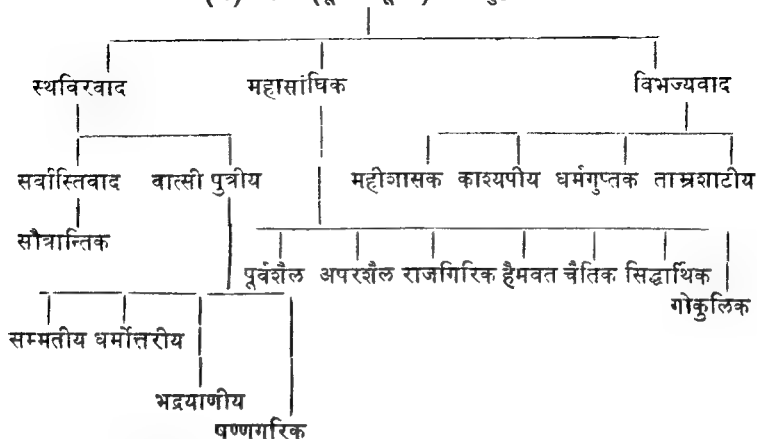 स्थविरवाद महासांघिक विभज्यवाद
सर्वास्तिवाद वात्सी पुत्रीय महीशासक काश्यपीय धर्मगुप्तक ताम्रशाटीय
सौत्रान्तिक
पूर्वशैल अपरशैल राजगिरिक हैमवत चैतिक सिद्धार्थिक
गोकुलिक
सम्मतीय धर्मोत्तरीय
भद्रयाणीय
षण्णगरिक